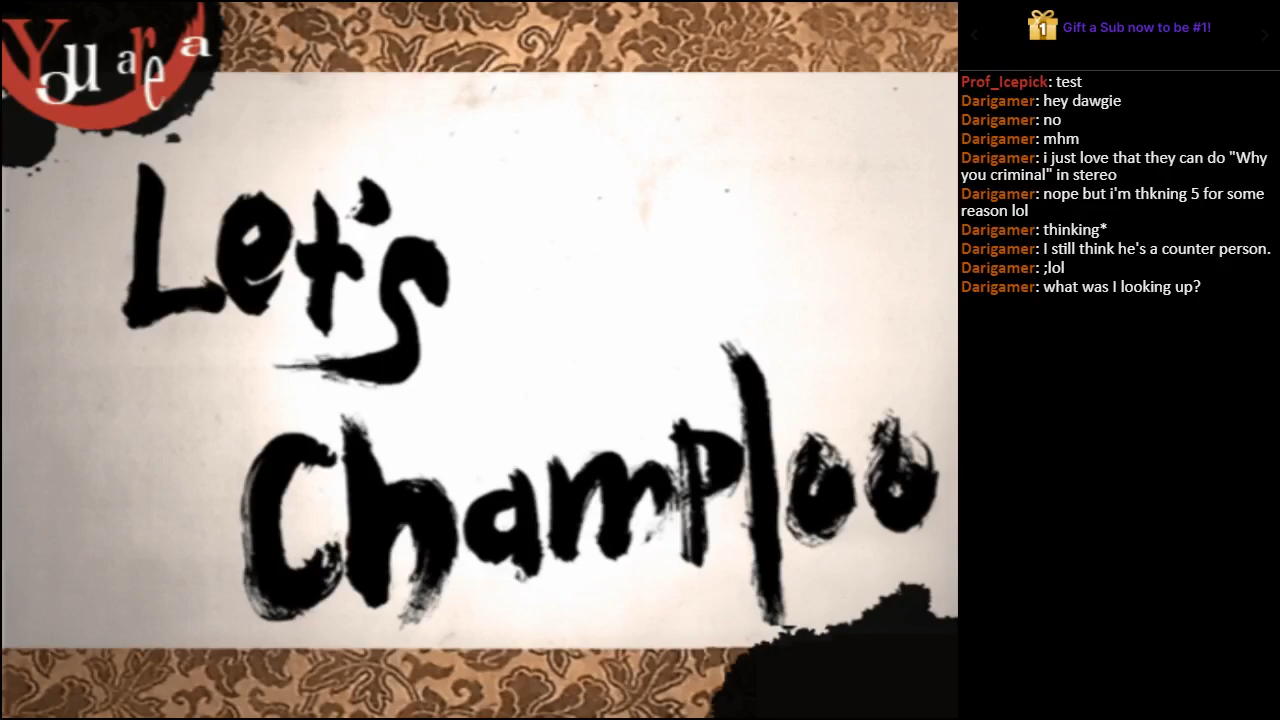 You are a
Let's
Champloo
1
Gift a Sub now to be #1!
Prof_Icepick: test
Darigamer: hey dawgie
Darigamer: no
Darigamer: mhm
Darigamer: i just love that they can do "Why
you criminal" in stereo
Darigamer: nope but i'm thkning 5 for some
reason lol
Darigamer: thinking*
Darigamer: I still think he's a counter person.
Darigamer: ;lol
Darigamer: what was I looking up?